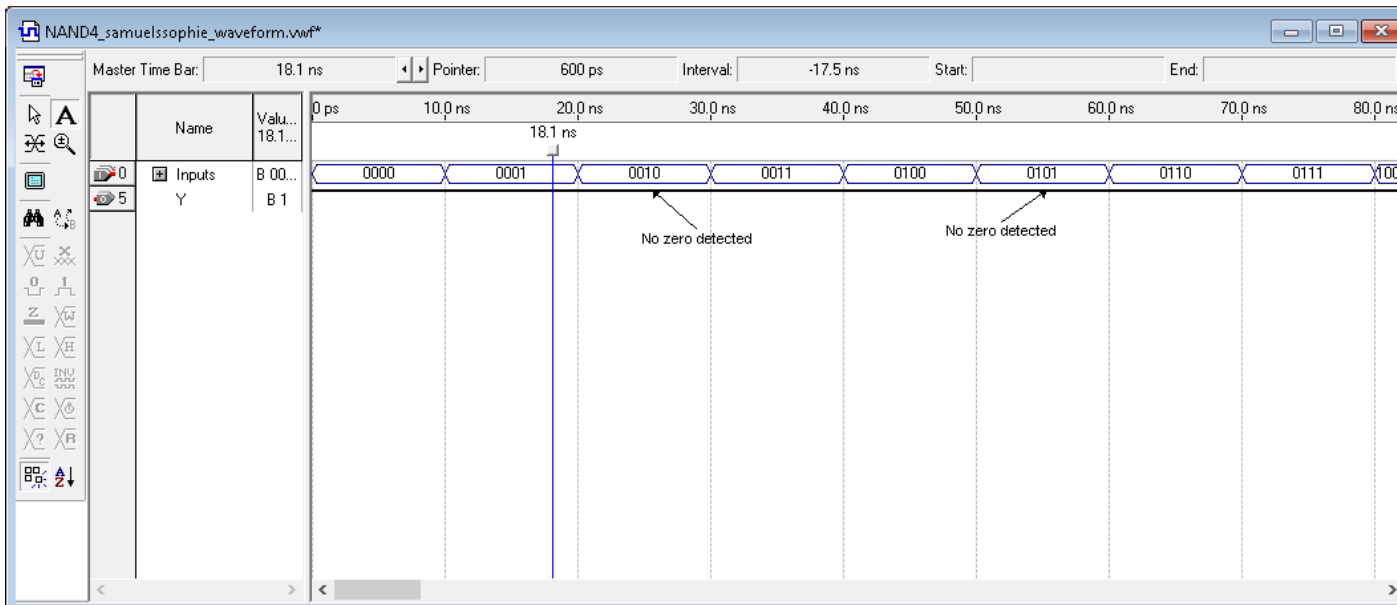 NAND4_samuelssophie_waveform.vwf*
Master Time Bar: 18.1 ns Pointer: 600 ps Interval: -17.5 ns Start: End:
Name Valu... 18.1...
0 ps 10.0 ns 20.0 ns 30.0 ns 40.0 ns 50.0 ns 60.0 ns 70.0 ns 80.0 ns
18.1 ns
0 Inputs B 00... 0000 0001 0010 0011 0100 0101 0110 0111 100
5 Y B 1
No zero detected No zero detected